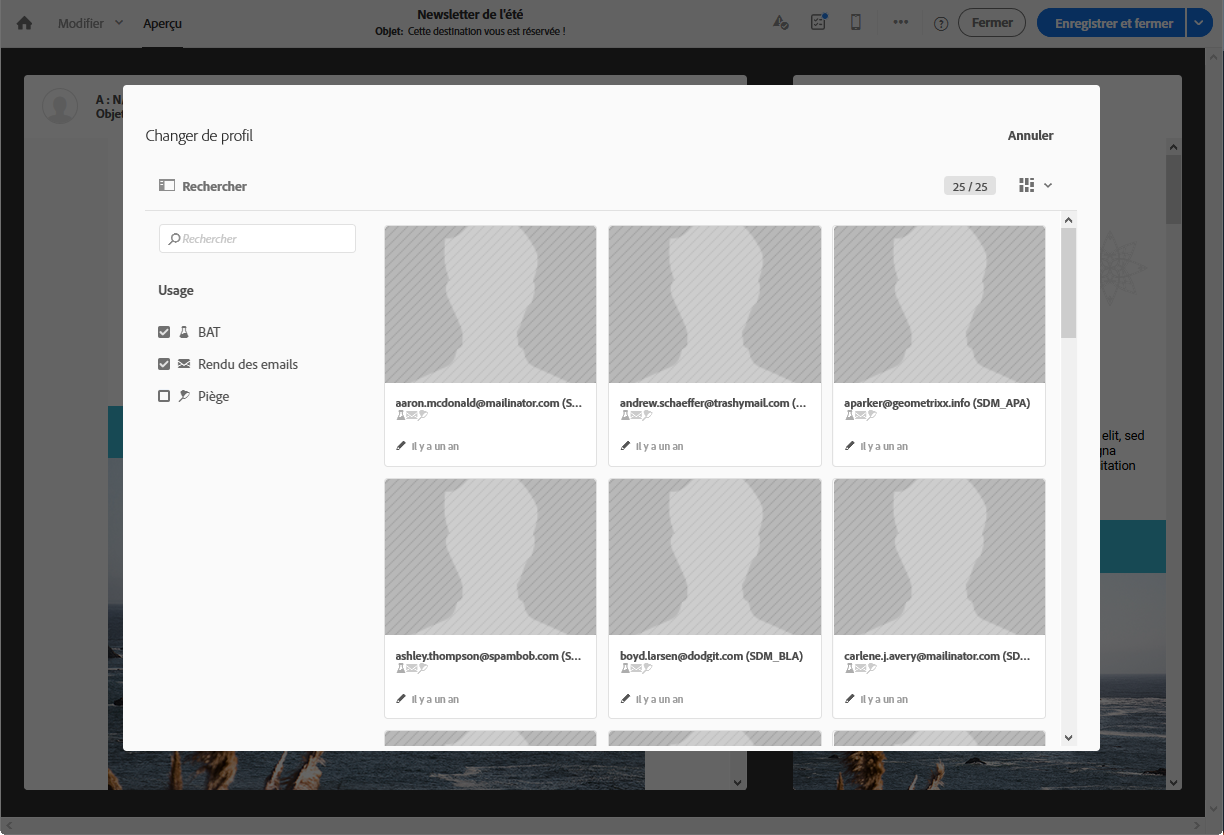 Modifier
Aperçu
Newsletter de l'été
Objet: Cette destination vous est réservée !
Fermer
Enregistrer et fermer
A : N
Objet
Changer de profil
Annuler
Rechercher
25 / 25
Rechercher
Usage
BAT
Rendu des emails
Piège
aaron.mcdonald@mailinator.com (S...
andrew.schaeffer@trashymail.com (...
aparker@geometrixx.info (SDM_APA)
Il y a un an
Il y a un an
Il y a un an
elit, sed
gna
itation
ashley.thompson@spambob.com (S...
boyd.larsen@dodgit.com (SDM_BLA)
carlene.j.avery@mailinator.com (SD...
Il y a un an
Il y a un an
Il y a un an